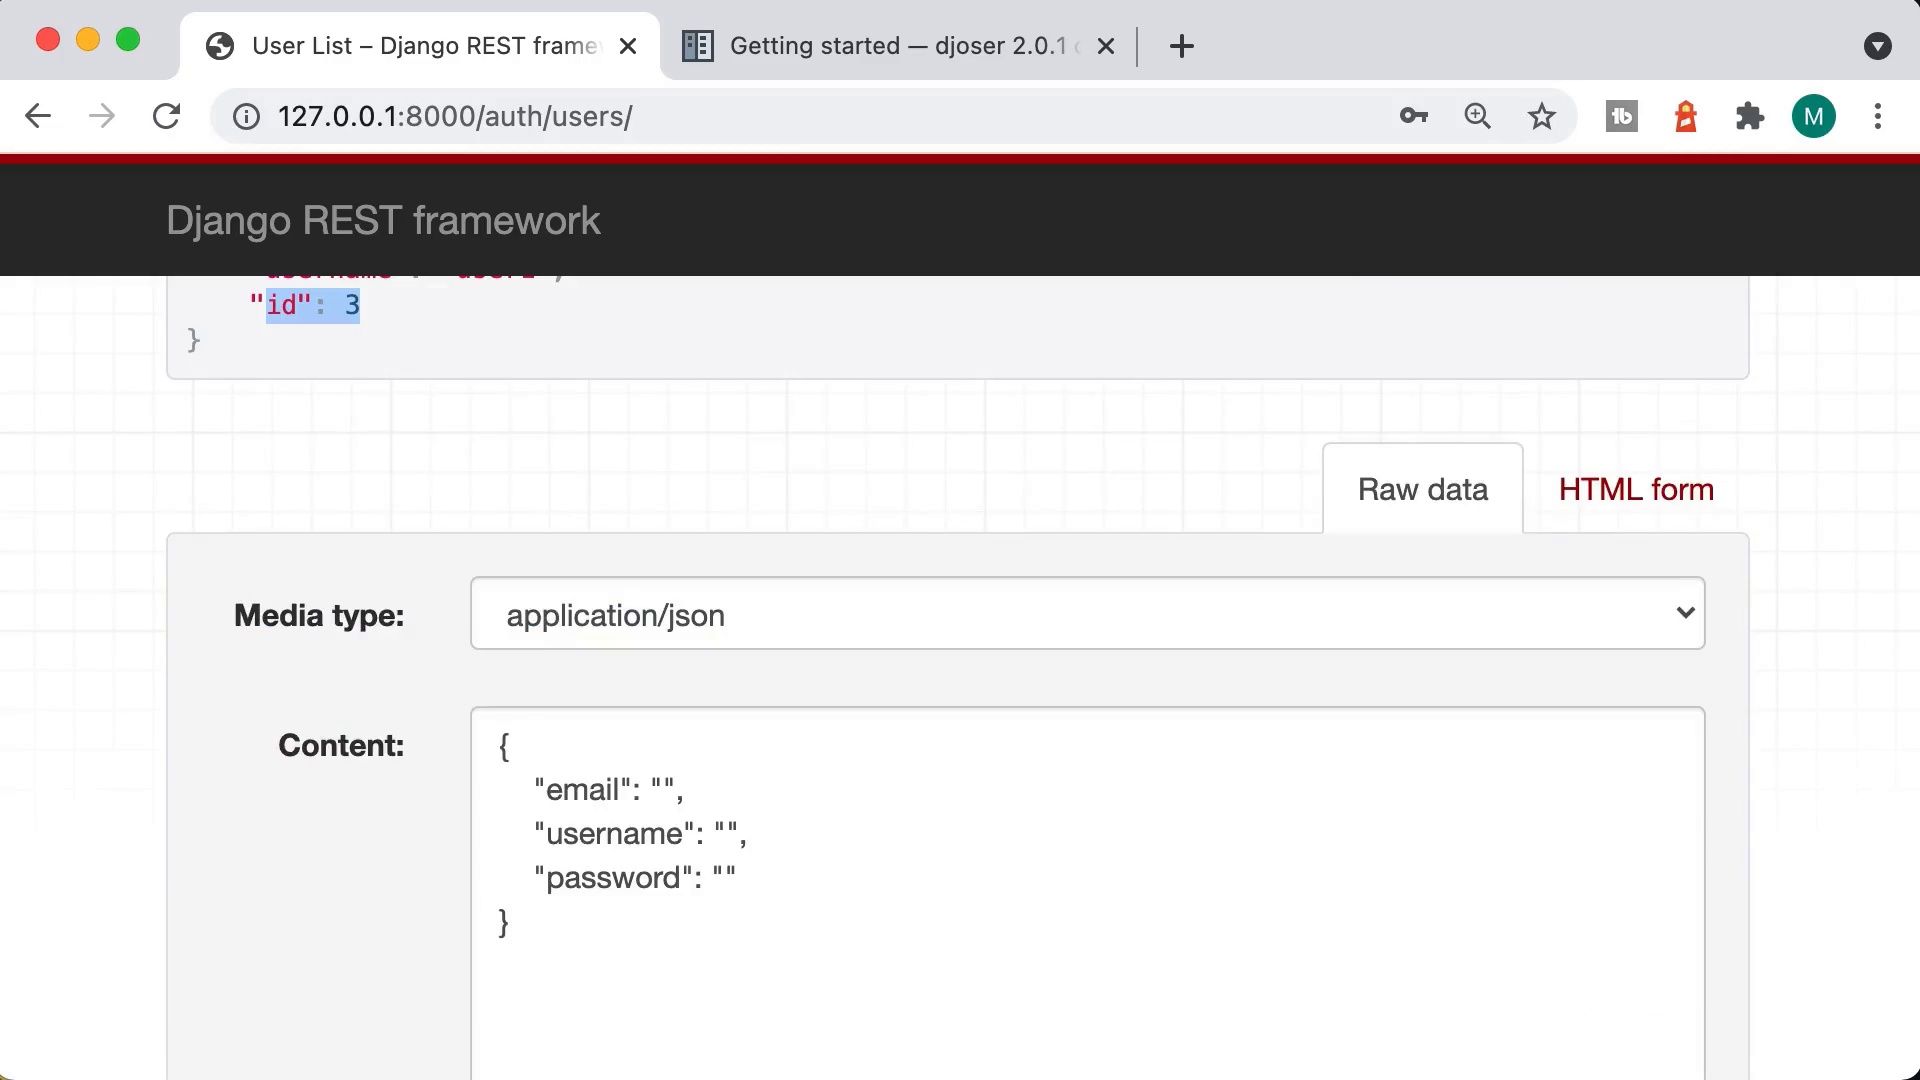 User List – Django REST frame
Getting started — djoser 2.0.1
127.0.0.1:8000/auth/users/
tb
M
Django REST framework
"id": 3
}
Raw data
HTML form
Media type:
application/json
Content:
{
"email": "",
"username": "",
"password": ""
}